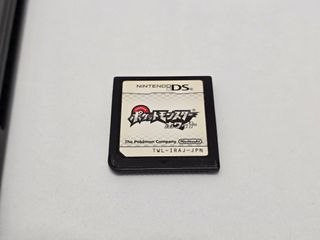 NINTENDO DS
ポケットモンスター
The Pokémon Company Nintendo
TWL-IRAJ-JPN